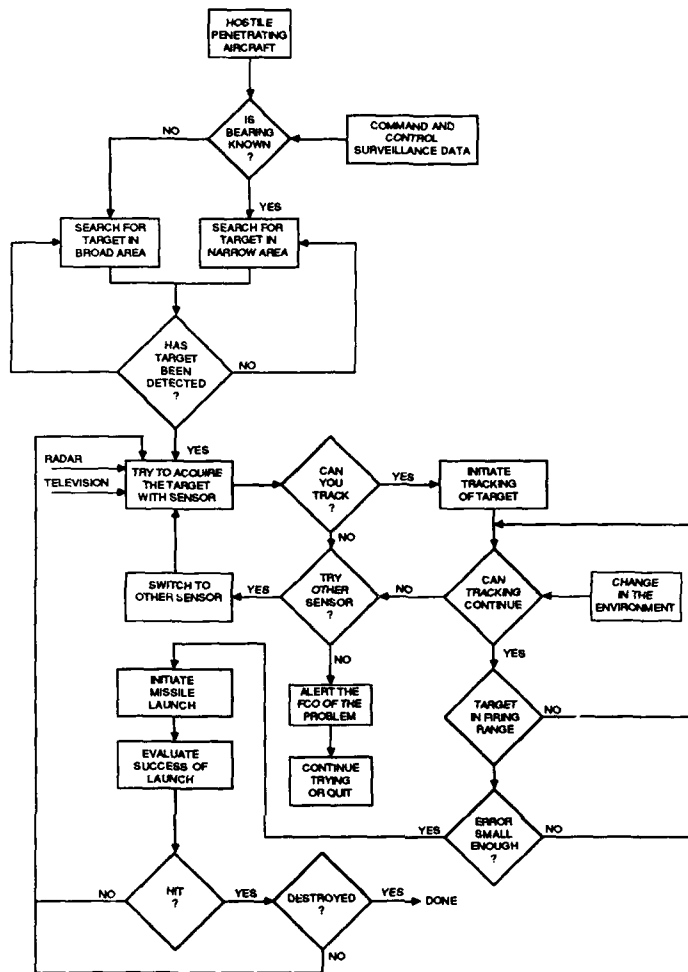 HOSTILE
PENETRATING
AIRCRAFT
IS
BEARING
KNOWN
?
NO
COMMAND AND
CONTROL
SURVEILLANCE DATA
YES
SEARCH FOR
TARGET IN
BROAD AREA
SEARCH FOR
TARGET IN
NARROW AREA
HAS
TARGET
BEEN
DETECTED
?
NO
YES
RADAR
TELEVISION
TRY TO ACQUIRE
THE TARGET
WITH SENSOR
CAN
YOU
TRACK
?
YES
INITIATE
TRACKING
OF TARGET
NO
SWITCH TO
OTHER SENSOR
YES
TRY
OTHER
SENSOR
?
NO
CAN
TRACKING
CONTINUE
CHANGE
IN THE
ENVIRONMENT
NO
YES
INITIATE
MISSILE
LAUNCH
ALERT THE
FCO OF THE
PROBLEM
TARGET
IN FIRING
RANGE
NO
EVALUATE
SUCCESS OF
LAUNCH
CONTINUE
TRYING
OR QUIT
YES
ERROR
SMALL
ENOUGH
?
NO
NO
HIT
?
YES
DESTROYED
?
YES
DONE
NO